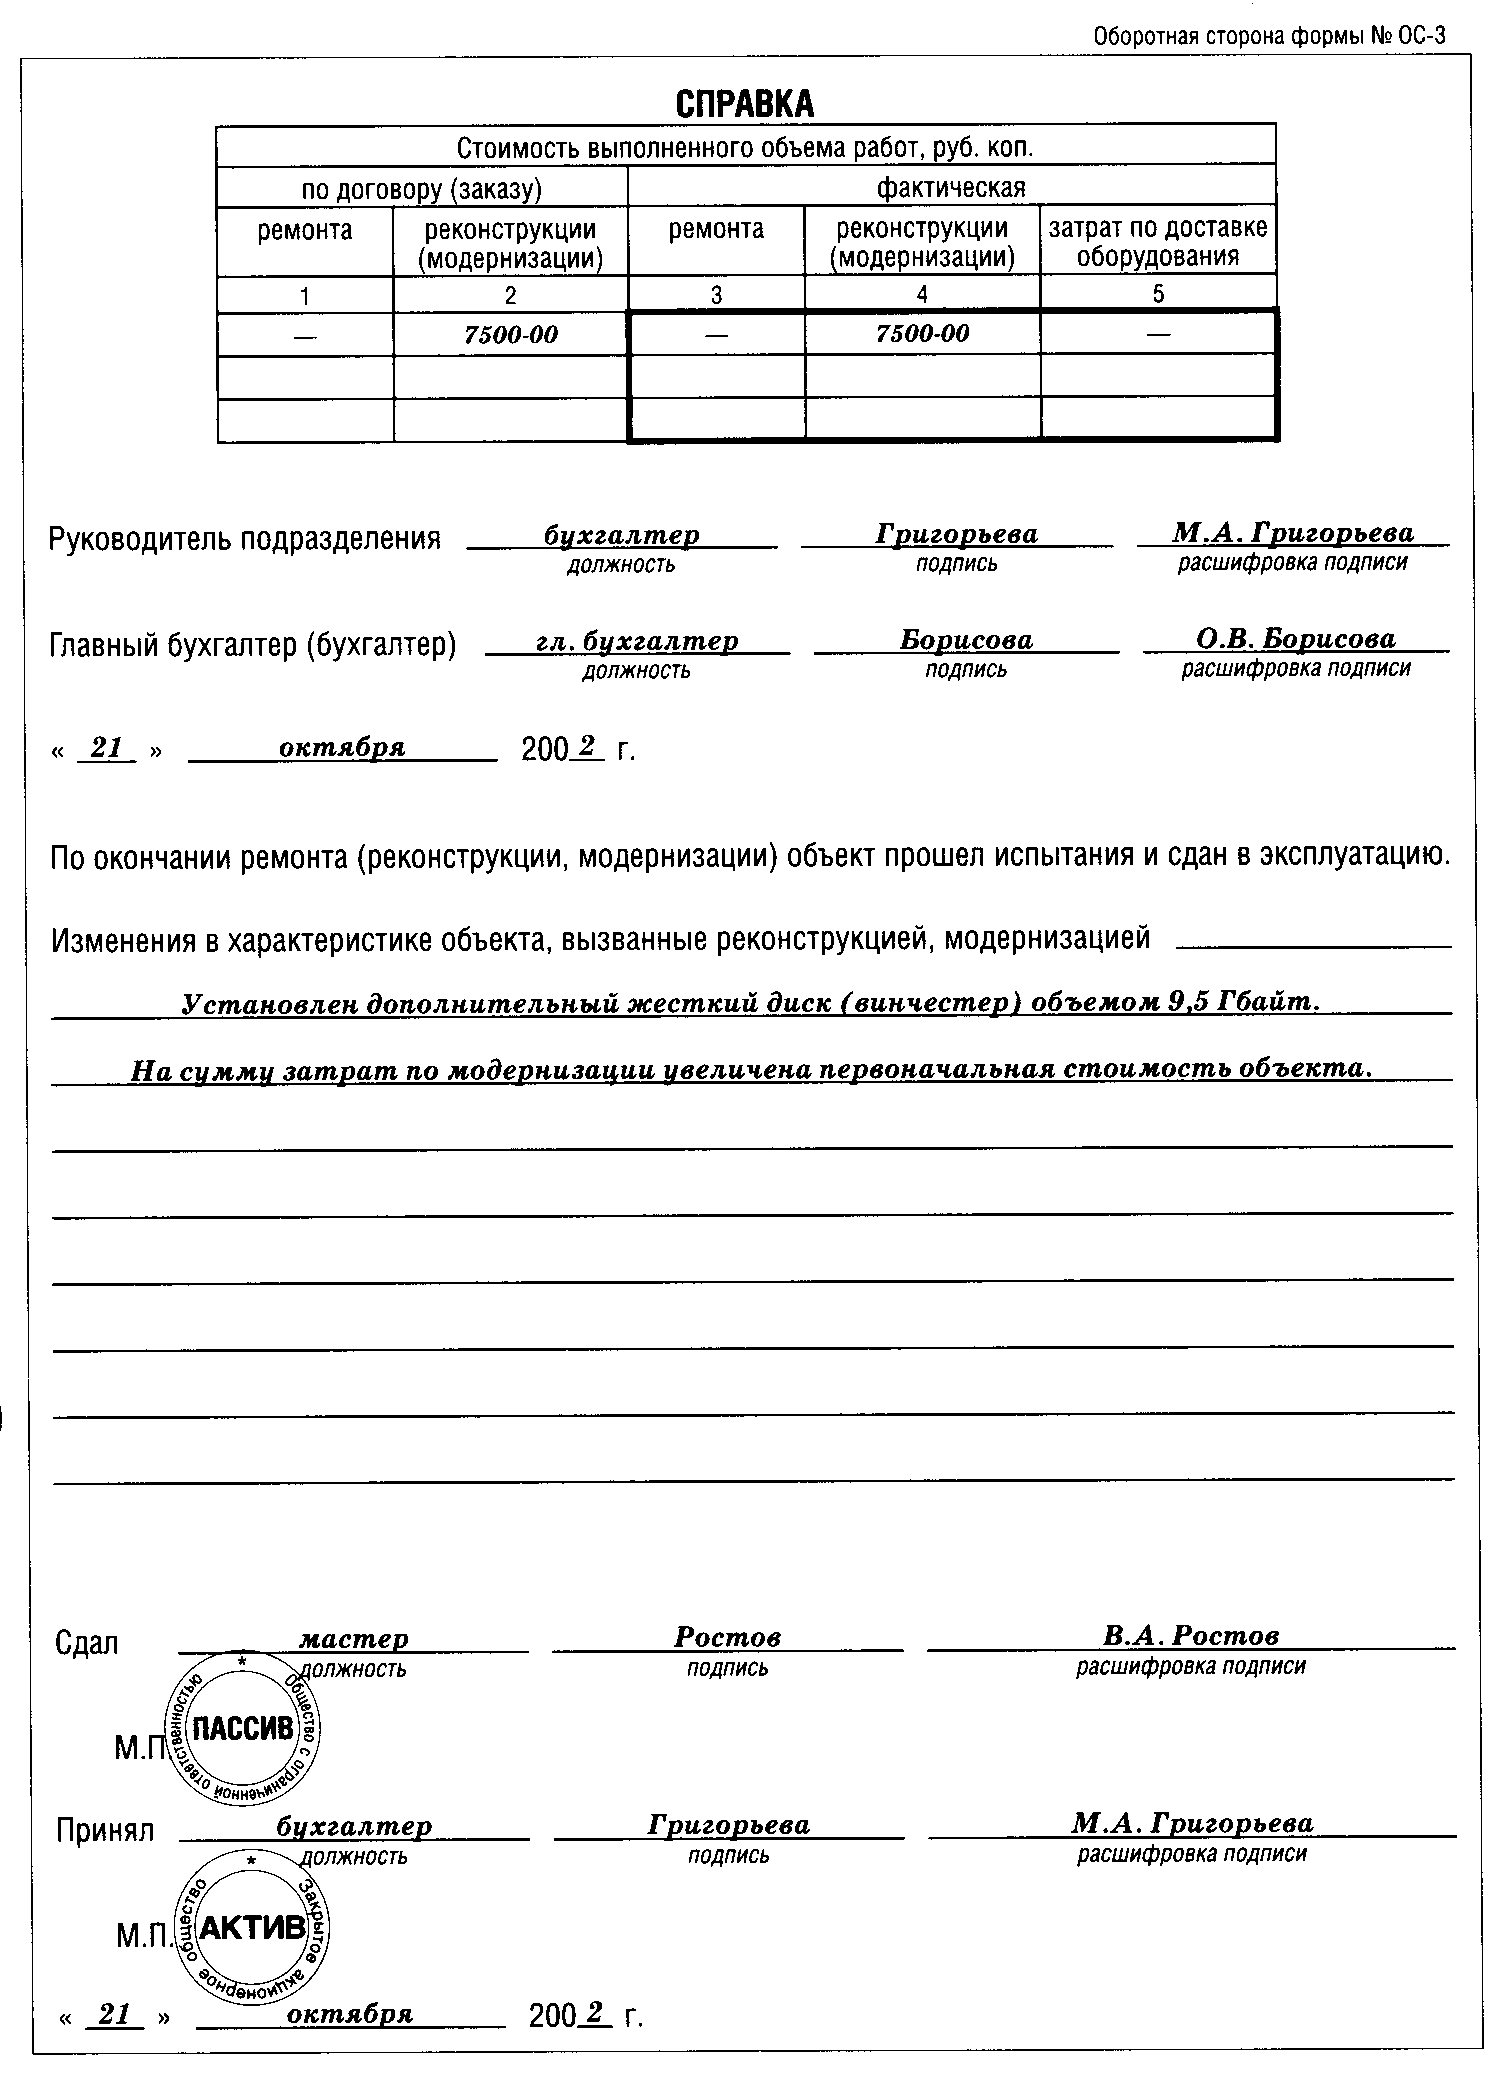 Оборотная сторона формы № ОС-3
СПРАВКА
Стоимость выполненного объема работ, руб. коп.
по договору (заказу) фактическая
ремонта реконструкции (модернизации) ремонта реконструкции (модернизации) затрат по доставке оборудования
1 2 3 4 5
— 7500-00 — 7500-00 —
Руководитель подразделения бухгалтер Григорьева М.А. Григорьева
должность подпись расшифровка подписи
Главный бухгалтер (бухгалтер) гл. бухгалтер Борисова О.В. Борисова
должность подпись расшифровка подписи
« 21 » октября 2002 г.
По окончании ремонта (реконструкции, модернизации) объект прошел испытания и сдан в эксплуатацию.
Изменения в характеристике объекта, вызванные реконструкцией, модернизацией
Установлен дополнительный жесткий диск (винчестер) объемом 9,5 Гбайт.
На сумму затрат по модернизации увеличена первоначальная стоимость объекта.
Сдал мастер Ростов В.А. Ростов
должность подпись расшифровка подписи
М.П.
* Общество с ограниченной ответственностью
ПАССИВ
Принял бухгалтер Григорьева М.А. Григорьева
должность подпись расшифровка подписи
М.П.
* Закрытое акционерное общество
АКТИВ
« 21 » октября 2002 г.